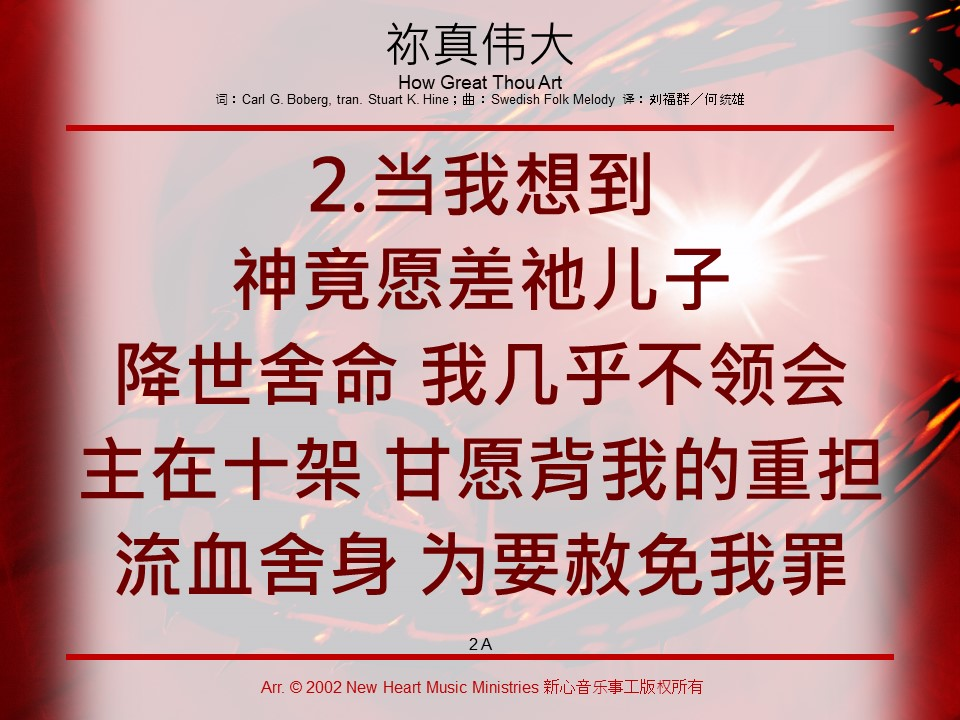 祢真伟大
How Great Thou Art
词：Carl G. Boberg, tran. Stuart K. Hine；曲：Swedish Folk Melody 译：刘福群／何统雄
2.当我想到
神竟愿差祂儿子
降世舍命 我几乎不领会
主在十架 甘愿背我的重担
流血舍身 为要赦免我罪
2 A
Arr. © 2002 New Heart Music Ministries 新心音乐事工版权所有